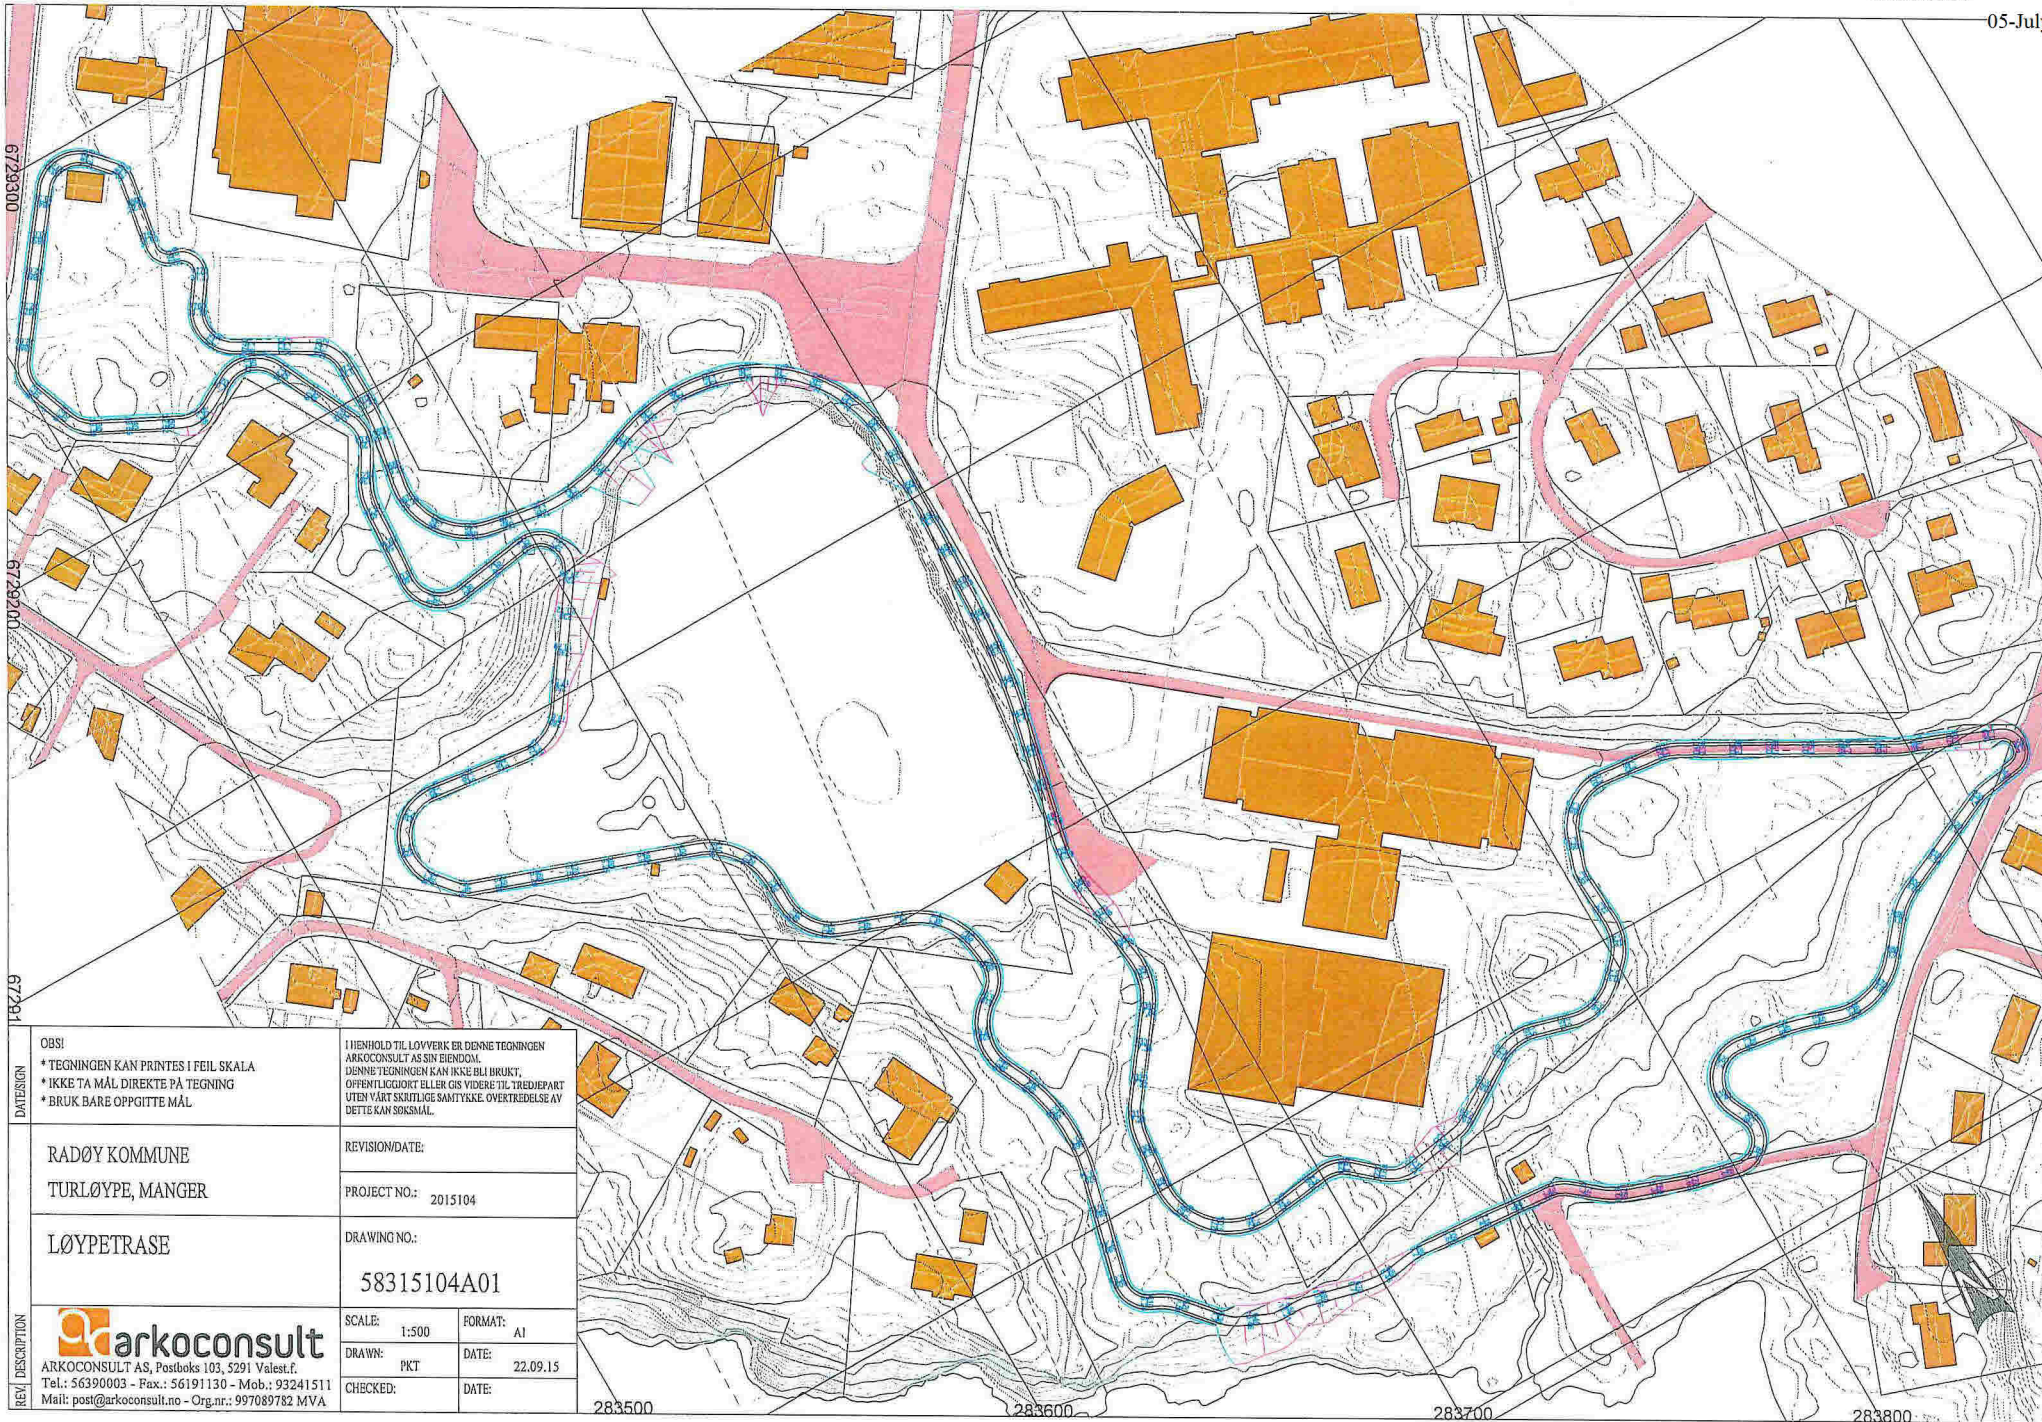 05-July
6729300
6729200
67291
OBS!
* TEGNINGEN KAN PRINTES I FEIL SKALA
* IKKE TA MÅL DIREKTE PÅ TEGNING
* BRUK BARE OPPGITTE MÅL
I HENHOLD TIL LOVVERK ER DENNE TEGNINGEN
ARKOCONSULT AS SIN EIENDOM.
DENNE TEGNINGEN KAN IKKE BLI BRUKT,
OFFENTLIGGJORT ELLER GIS VIDERE TIL TREDJEPART
UTEN VÅRT SKRITLIGE SAMTYKKE. OVERTREDELSE AV
DETTE KAN SØKSMÅL.
DATE/SIGN
RADØY KOMMUNE
TURLØYPE, MANGER
REVISION/DATE:
PROJECT NO.: 2015104
LØYPETRASE
DRAWING NO.:
58315104A01
REV. DESCRIPTION
arkoconsult
ARKOCONSULT AS, Postboks 103, 5291 Valest.f.
Tel.: 56390003 - Fax.: 56191130 - Mob.: 93241511
Mail: post@arkoconsult.no - Org.nr.: 997089782 MVA
SCALE: 1:500
FORMAT: A1
DRAWN: PKT
DATE: 22.09.15
CHECKED:
DATE:
283500
283600
283700
283800